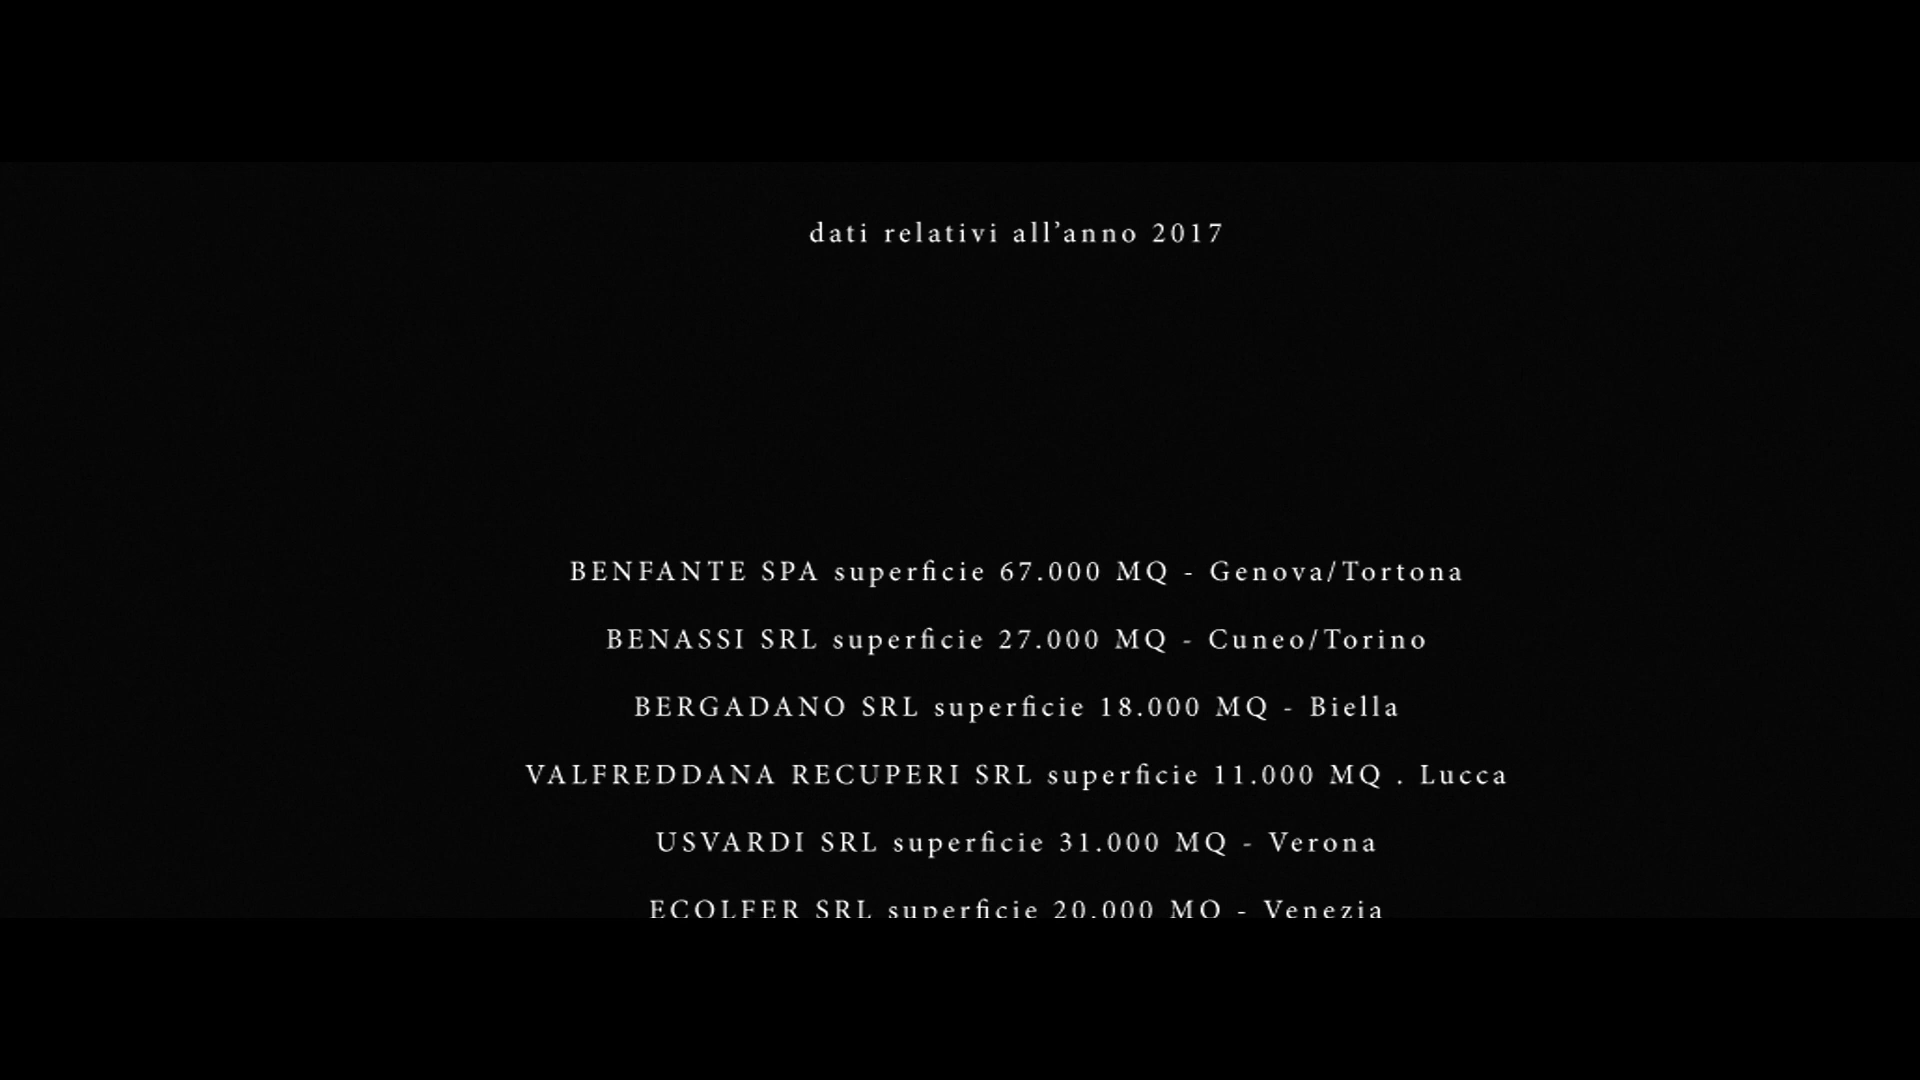 dati relativi all’anno 2017
BENFANTE SPA superficie 67.000 MQ - Genova/Tortona
BENASSI SRL superficie 27.000 MQ - Cuneo/Torino
BERGADANO SRL superficie 18.000 MQ - Biella
VALFREDDANA RECUPERI SRL superficie 11.000 MQ . Lucca
USVARDI SRL superficie 31.000 MQ - Verona
ECOLFER SRL superficie 20.000 MQ - Venezia